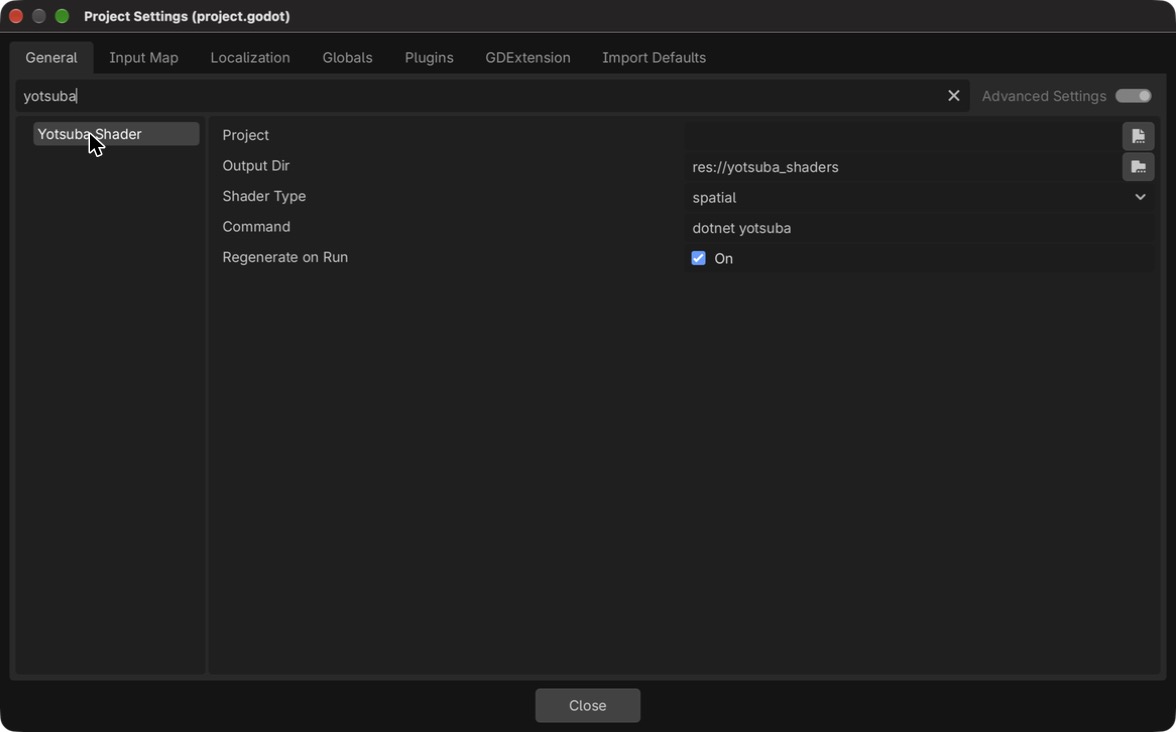 Project Settings (project.godot)
General Input Map Localization Globals Plugins GDExtension Import Defaults
yotsuba Advanced Settings
Yotsuba Shader
Project
Output Dir res://yotsuba_shaders
Shader Type spatial
Command dotnet yotsuba
Regenerate on Run On
Close